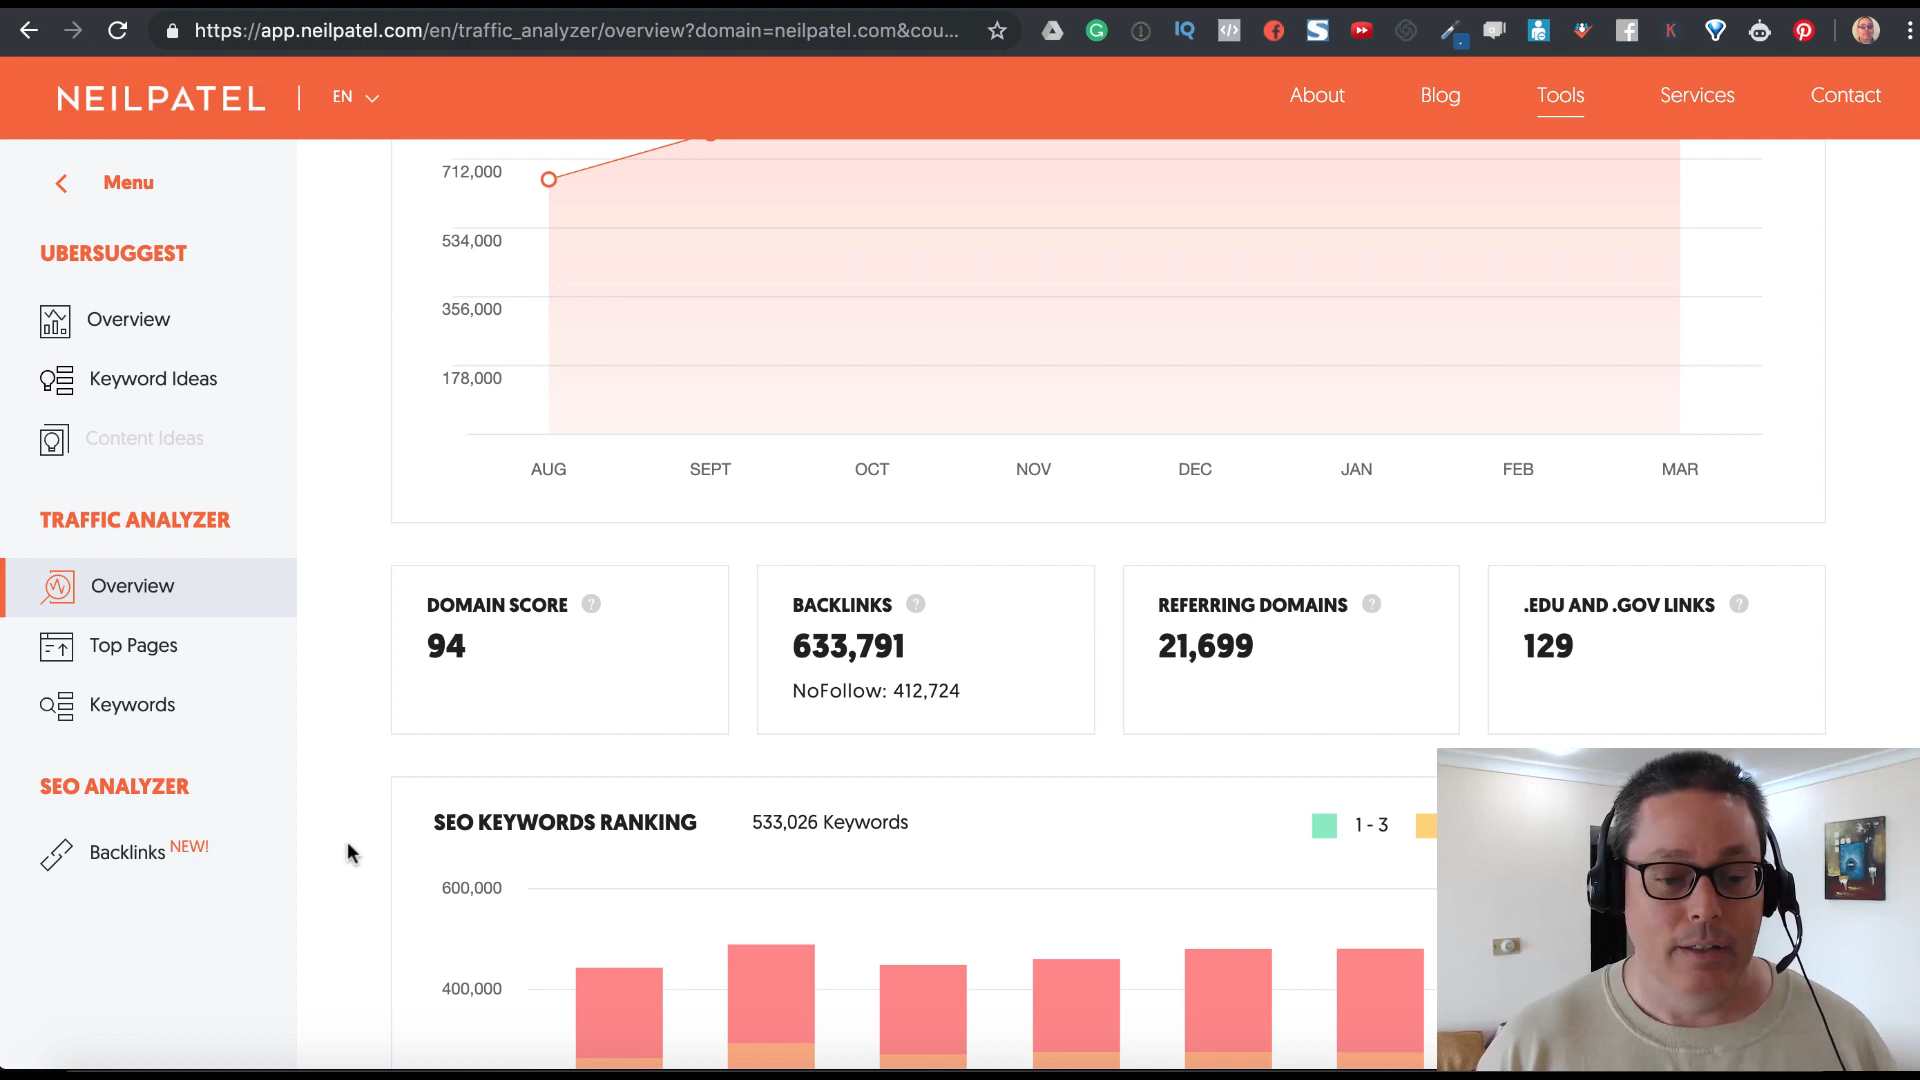 https://app.neilpatel.com/en/traffic_analyzer/overview?domain=neilpatel.com&cou...
NEILPATEL
EN
About
Blog
Tools
Services
Contact
Menu
UBERSUGGEST
Overview
Keyword Ideas
Content Ideas
TRAFFIC ANALYZER
Overview
Top Pages
Keywords
SEO ANALYZER
Backlinks NEW!
712,000
534,000
356,000
178,000
AUG SEPT OCT NOV DEC JAN FEB MAR
DOMAIN SCORE ?
94
BACKLINKS ?
633,791
NoFollow: 412,724
REFERRING DOMAINS ?
21,699
.EDU AND .GOV LINKS ?
129
SEO KEYWORDS RANKING 533,026 Keywords
1 - 3
600,000
400,000